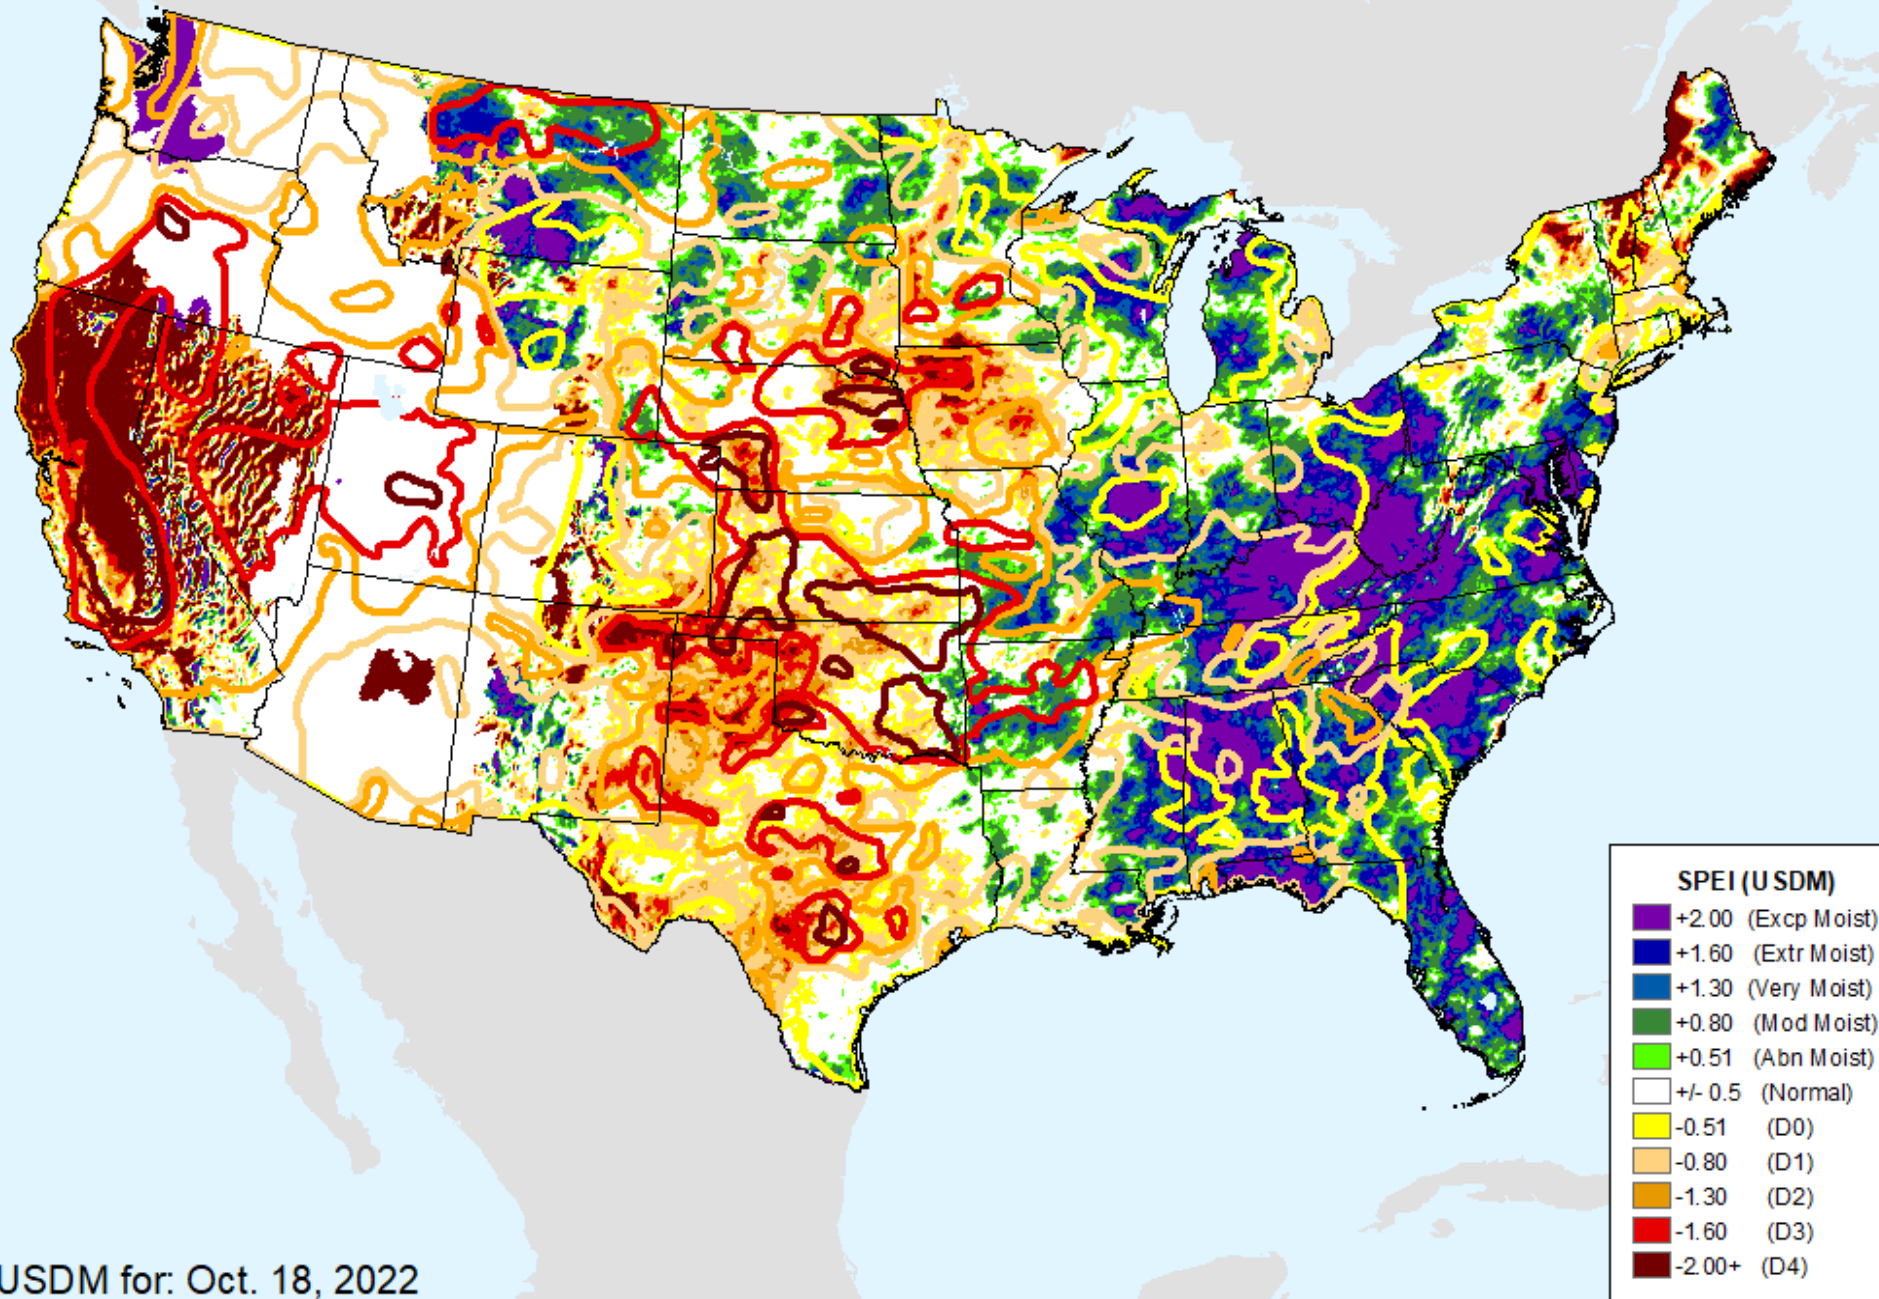 SPEI (USDM)
+2.00 (Excp Moist)
+1.60 (Extr Moist)
+1.30 (Very Moist)
+0.80 (Mod Moist)
+0.51 (Abn Moist)
+/- 0.5 (Normal)
-0.51 (D0)
-0.80 (D1)
-1.30 (D2)
-1.60 (D3)
-2.00+ (D4)
USDM for: Oct. 18, 2022